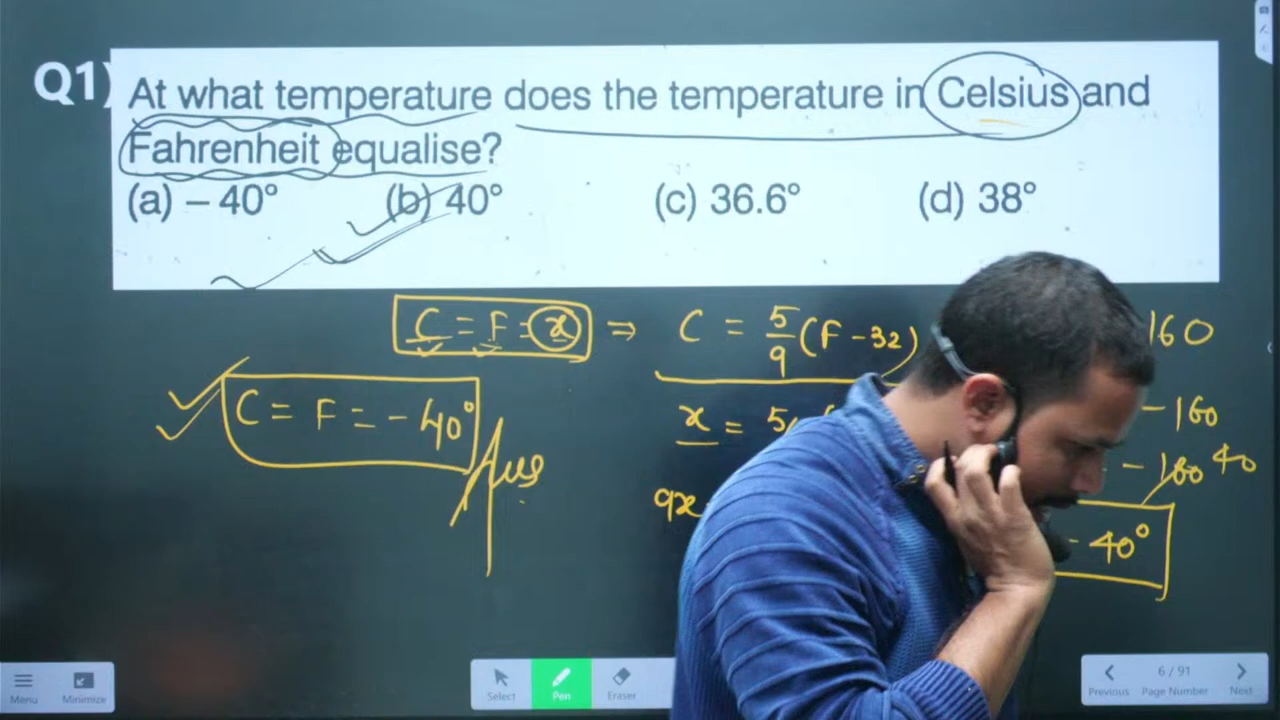 Q1) At what temperature does the temperature in Celsius and
Fahrenheit equalise?
(a) – 40° (b) 40° (c) 36.6° (d) 38°
C = F = x ⇒ C = 5/9 (F - 32)
160
C = F = - 40°
x = 5/
- 160
- 160 40
Ans
9x
- 40°
Menu
Minimize
Select
Pen
Eraser
Previous
6 / 91
Page Number
Next